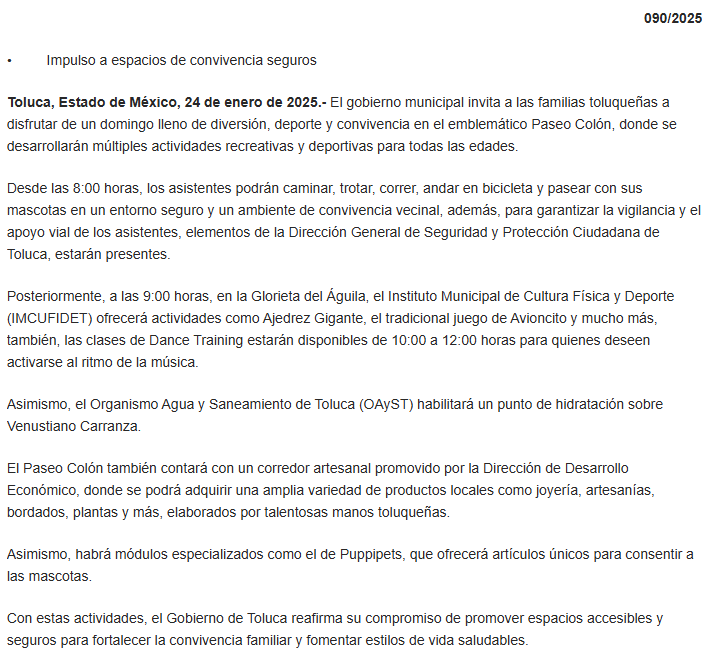 090/2025
• Impulso a espacios de convivencia seguros
Toluca, Estado de México, 24 de enero de 2025.- El gobierno municipal invita a las familias toluqueñas a
disfrutar de un domingo lleno de diversión, deporte y convivencia en el emblemático Paseo Colón, donde se
desarrollarán múltiples actividades recreativas y deportivas para todas las edades.
Desde las 8:00 horas, los asistentes podrán caminar, trotar, correr, andar en bicicleta y pasear con sus
mascotas en un entorno seguro y un ambiente de convivencia vecinal, además, para garantizar la vigilancia y el
apoyo vial de los asistentes, elementos de la Dirección General de Seguridad y Protección Ciudadana de
Toluca, estarán presentes.
Posteriormente, a las 9:00 horas, en la Glorieta del Águila, el Instituto Municipal de Cultura Física y Deporte
(IMCUFIDET) ofrecerá actividades como Ajedrez Gigante, el tradicional juego de Avioncito y mucho más,
también, las clases de Dance Training estarán disponibles de 10:00 a 12:00 horas para quienes deseen
activarse al ritmo de la música.
Asimismo, el Organismo Agua y Saneamiento de Toluca (OAyST) habilitará un punto de hidratación sobre
Venustiano Carranza.
El Paseo Colón también contará con un corredor artesanal promovido por la Dirección de Desarrollo
Económico, donde se podrá adquirir una amplia variedad de productos locales como joyería, artesanías,
bordados, plantas y más, elaborados por talentosas manos toluqueñas.
Asimismo, habrá módulos especializados como el de Puppipets, que ofrecerá artículos únicos para consentir a
las mascotas.
Con estas actividades, el Gobierno de Toluca reafirma su compromiso de promover espacios accesibles y
seguros para fortalecer la convivencia familiar y fomentar estilos de vida saludables.